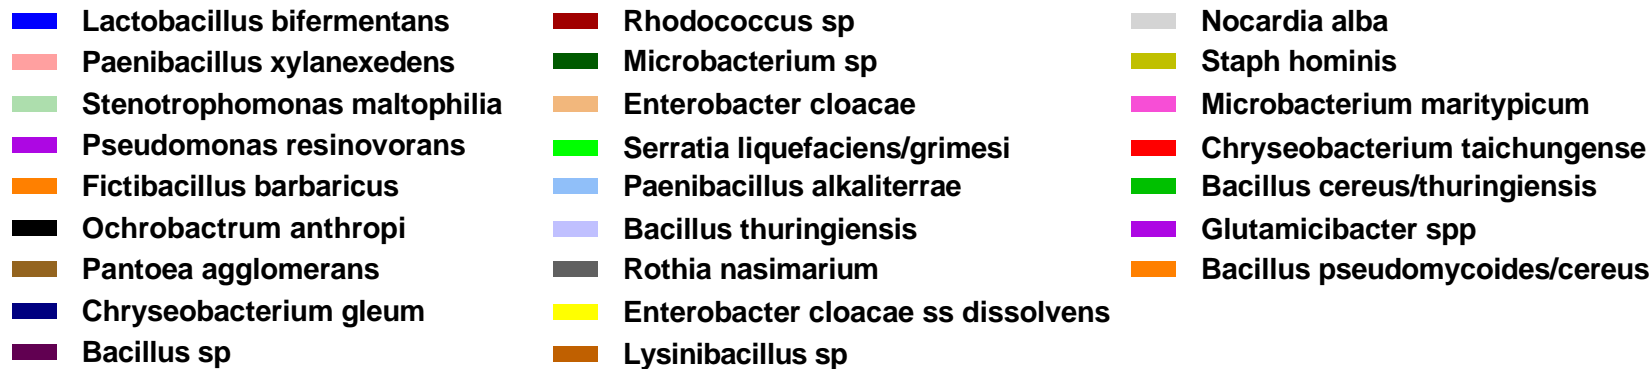 Lactobacillus bifermentans
Paenibacillus xylanexedens
Stenotrophomonas maltophilia
Pseudomonas resinovorans
Fictibacillus barbaricus
Ochrobactrum anthropi
Pantoea agglomerans
Chryseobacterium gleum
Bacillus sp
Rhodococcus sp
Microbacterium sp
Enterobacter cloacae
Serratia liquefaciens/grimesi
Paenibacillus alkaliterrae
Bacillus thuringiensis
Rothia nasimarium
Enterobacter cloacae ss dissolvens
Lysinibacillus sp
Nocardia alba
Staph hominis
Microbacterium maritypicum
Chryseobacterium taichungense
Bacillus cereus/thuringiensis
Glutamicibacter spp
Bacillus pseudomycoides/cereus